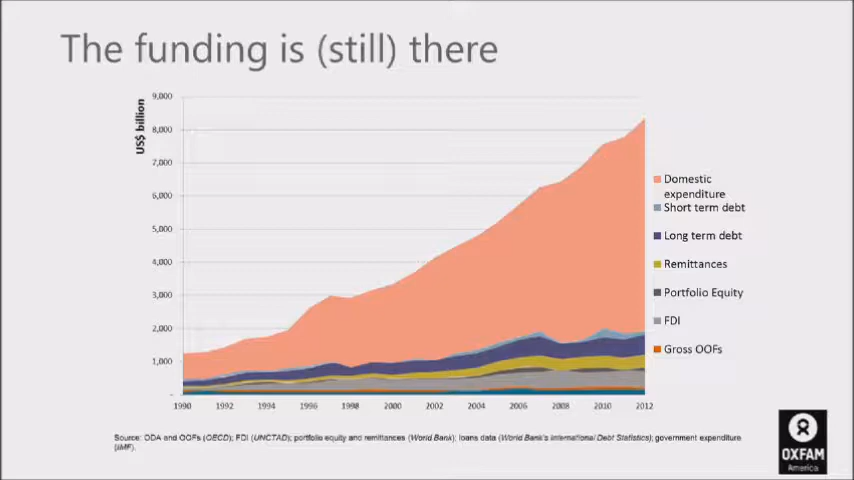 The funding is (still) there
US$ billion
9,000
8,000
7,000
6,000
5,000
4,000
3,000
2,000
1,000
-
1990 1992 1994 1996 1998 2000 2002 2004 2006 2008 2010 2012
Domestic
expenditure
Short term debt
Long term debt
Remittances
Portfolio Equity
FDI
Gross OOFs
Source: ODA and OOFs (OECD); FDI (UNCTAD); portfolio equity and remittances (World Bank); loans data (World Bank's International Debt Statistics); government expenditure
(IMF).
OXFAM
America